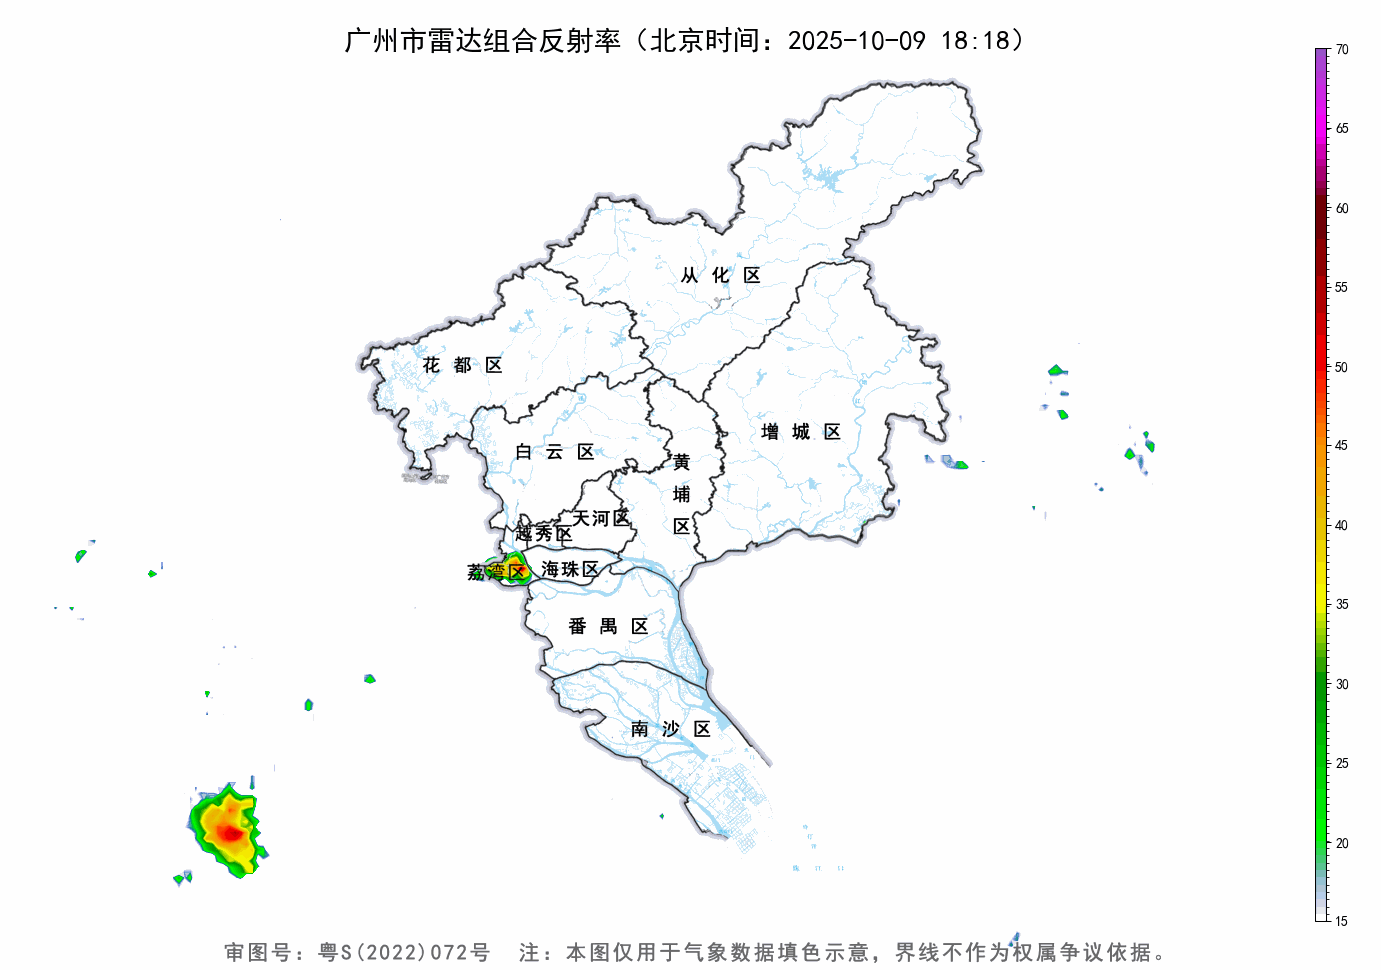 广州市雷达组合反射率（北京时间：2025-10-09 18:18）
70
65
60
55
50
45
40
35
30
25
20
15
从化区
花都区
增城区
白云区
黄埔区
天河区
越秀区
荔湾区
海珠区
番禺区
南沙区
审图号：粤S(2022)072号 注：本图仅用于气象数据填色示意，界线不作为权属争议依据。